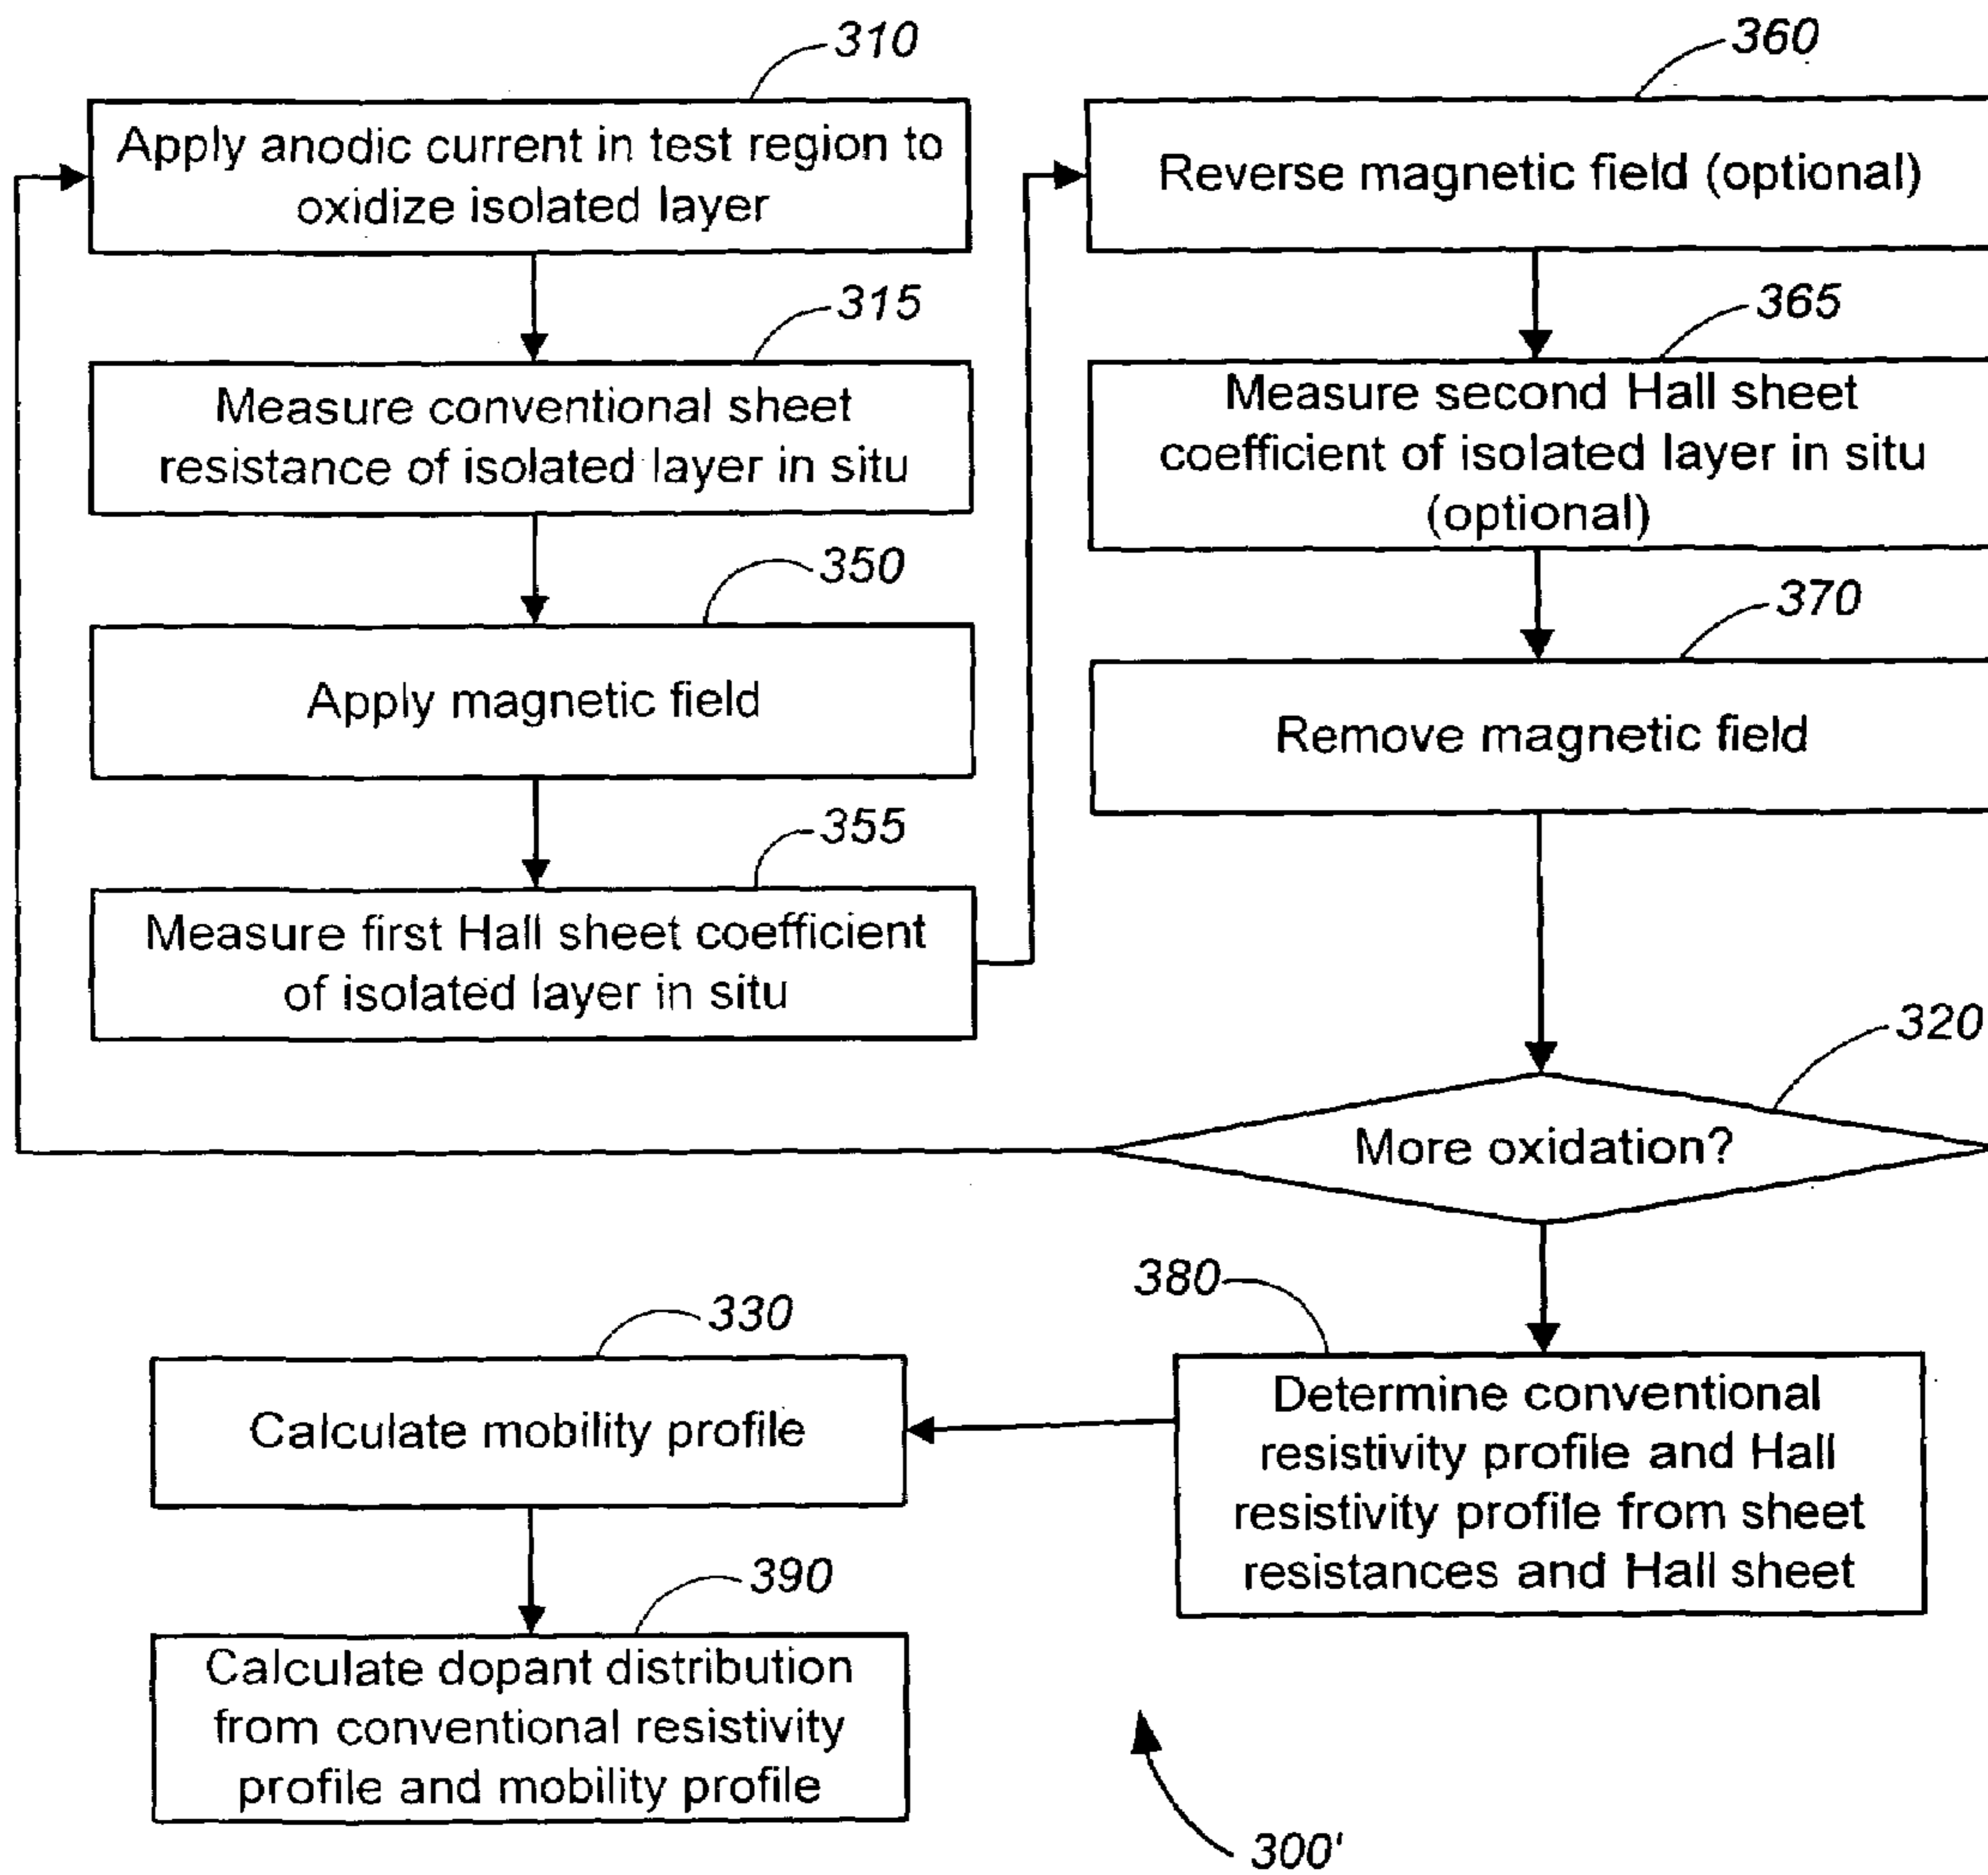 310
Apply anodic current in test region to
oxidize isolated layer
315
Measure conventional sheet
resistance of isolated layer in situ
350
Apply magnetic field
355
Measure first Hall sheet coefficient
of isolated layer in situ
360
Reverse magnetic field (optional)
365
Measure second Hall sheet
coefficient of isolated layer in situ
(optional)
370
Remove magnetic field
320
More oxidation?
380
Determine conventional
resistivity profile and Hall
resistivity profile from sheet
resistances and Hall sheet
330
Calculate mobility profile
390
Calculate dopant distribution
from conventional resistivity
profile and mobility profile
300'